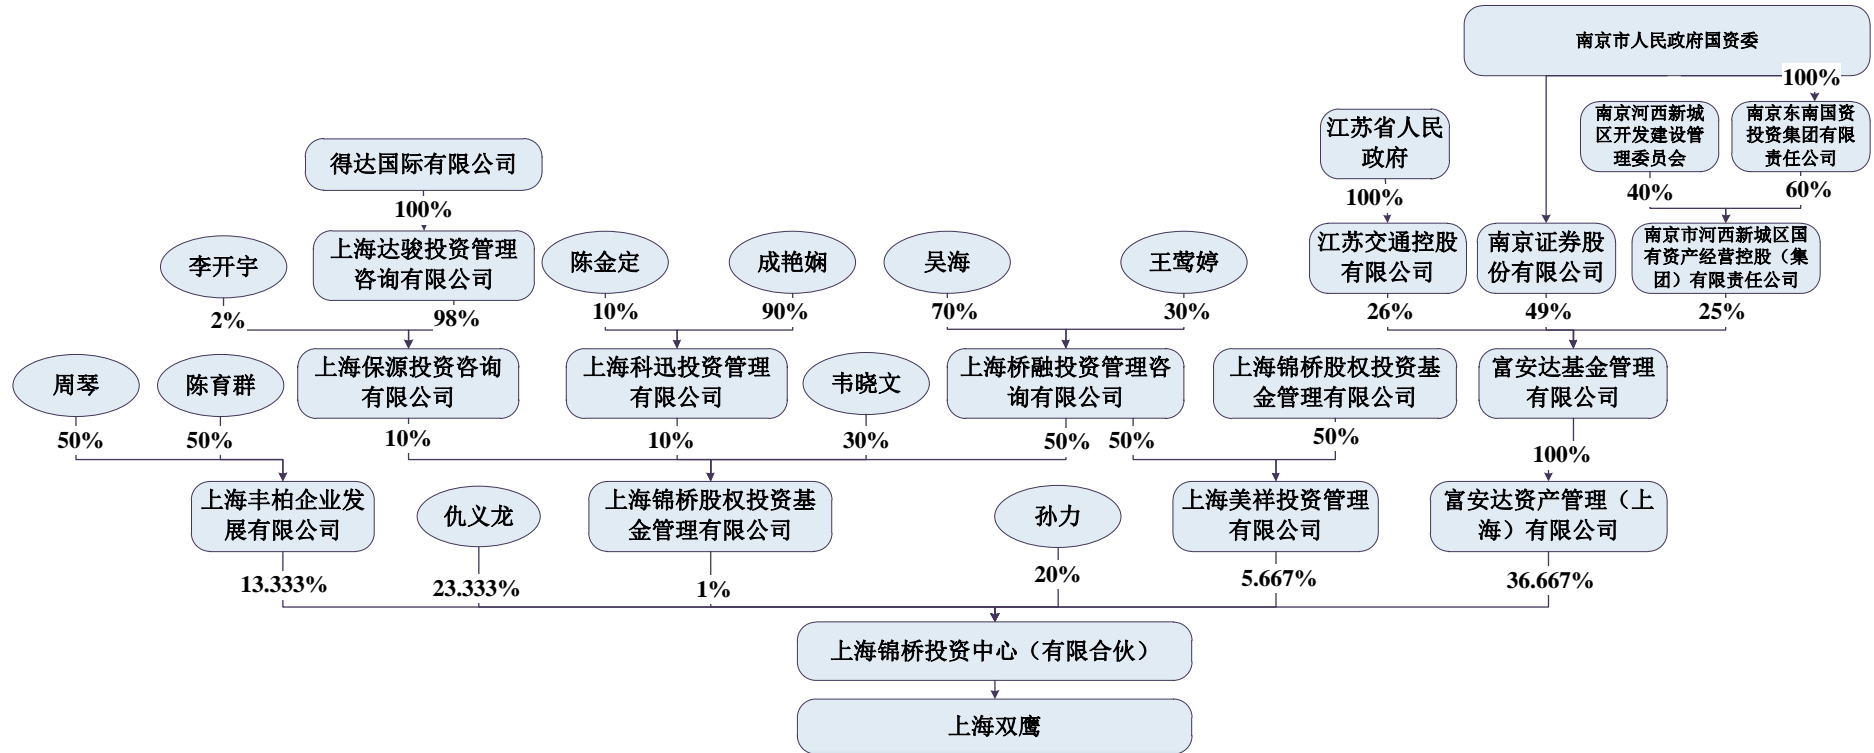 南京市人民政府国资委
100%
江苏省人民
政府
南京河西新城
区开发建设管
理委员会
南京东南国资
投资集团有限
责任公司
得达国际有限公司
100%
100%
40%
60%
李开宇
上海达骏投资管理
咨询有限公司
陈金定
成艳娴
吴海
王莺婷
江苏交通控股
有限公司
南京证券股
份有限公司
南京市河西新城区国
有资产经营控股（集
团）有限责任公司
2%
98%
10%
90%
70%
30%
26%
49%
25%
周琴
陈育群
上海保源投资咨询
有限公司
上海科迅投资管理
有限公司
韦晓文
上海桥融投资管理咨
询有限公司
上海锦桥股权投资基
金管理有限公司
富安达基金管理
有限公司
50%
50%
10%
10%
30%
50%
50%
50%
100%
上海丰柏企业发
展有限公司
仇义龙
上海锦桥股权投资基
金管理有限公司
孙力
上海美祥投资管理
有限公司
富安达资产管理（上
海）有限公司
13.333%
23.333%
1%
20%
5.667%
36.667%
上海锦桥投资中心（有限合伙）
上海双鹰